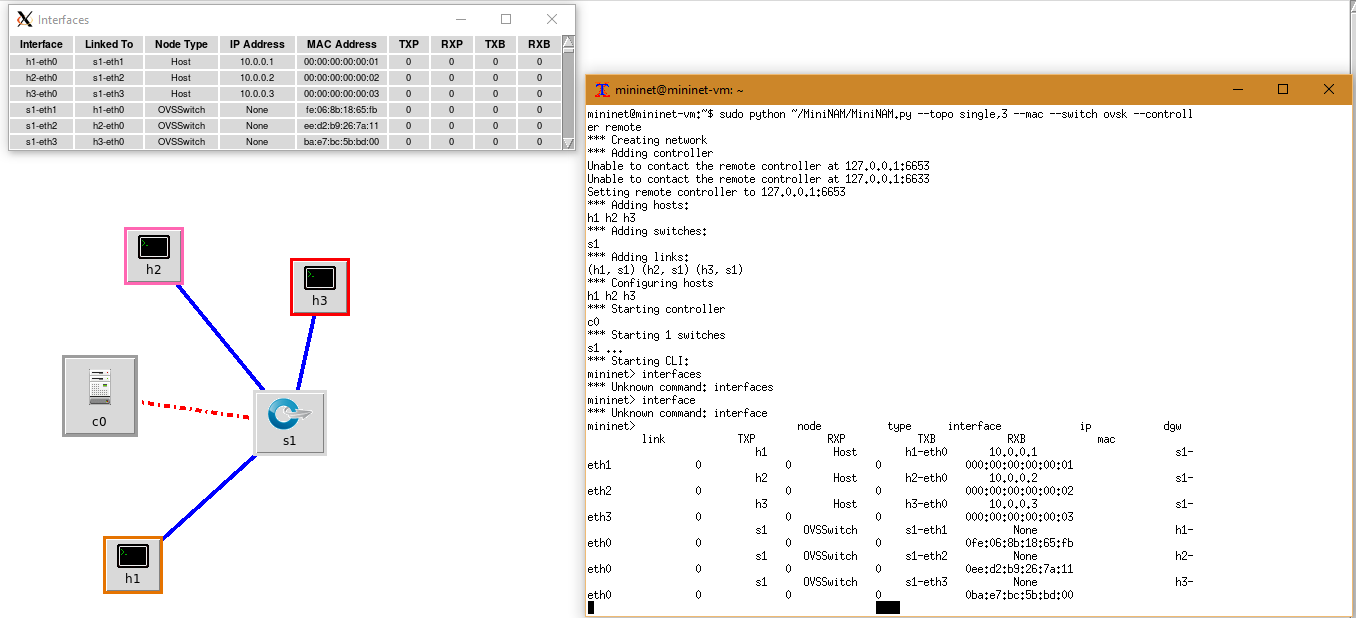 Interfaces
Interface Linked To Node Type IP Address MAC Address TXP RXP TXB RXB
h1-eth0 s1-eth1 Host 10.0.0.1 00:00:00:00:00:01 0 0 0 0
h2-eth0 s1-eth2 Host 10.0.0.2 00:00:00:00:00:02 0 0 0 0
h3-eth0 s1-eth3 Host 10.0.0.3 00:00:00:00:00:03 0 0 0 0
s1-eth1 h1-eth0 OVSSwitch None fe:06:8b:18:65:fb 0 0 0 0
s1-eth2 h2-eth0 OVSSwitch None ee:d2:b9:26:7a:11 0 0 0 0
s1-eth3 h3-eth0 OVSSwitch None ba:e7:bc:5b:bd:00 0 0 0 0
h2
h3
c0
s1
h1
mininet@mininet-vm: ~
mininet@mininet-vm:~$ sudo python ~/MiniNAM/MiniNAM.py --topo single,3 --mac --switch ovsk --controll
er remote
*** Creating network
*** Adding controller
Unable to contact the remote controller at 127.0.0.1:6653
Unable to contact the remote controller at 127.0.0.1:6633
Setting remote controller to 127.0.0.1:6653
*** Adding hosts:
h1 h2 h3
*** Adding switches:
s1
*** Adding links:
(h1, s1) (h2, s1) (h3, s1)
*** Configuring hosts
h1 h2 h3
*** Starting controller
c0
*** Starting 1 switches
s1 ...
*** Starting CLI:
mininet> interfaces
*** Unknown command: interfaces
mininet> interface
*** Unknown command: interface
mininet> node type interface ip dgw
link TXP RXP TXB RXB mac
h1 Host h1-eth0 10.0.0.1 s1-
eth1 0 0 0 000:00:00:00:00:01
h2 Host h2-eth0 10.0.0.2 s1-
eth2 0 0 0 000:00:00:00:00:02
h3 Host h3-eth0 10.0.0.3 s1-
eth3 0 0 0 000:00:00:00:00:03
s1 OVSSwitch s1-eth1 None h1-
eth0 0 0 0 0fe:06:8b:18:65:fb
s1 OVSSwitch s1-eth2 None h2-
eth0 0 0 0 0ee:d2:b9:26:7a:11
s1 OVSSwitch s1-eth3 None h3-
eth0 0 0 0 0ba:e7:bc:5b:bd:00